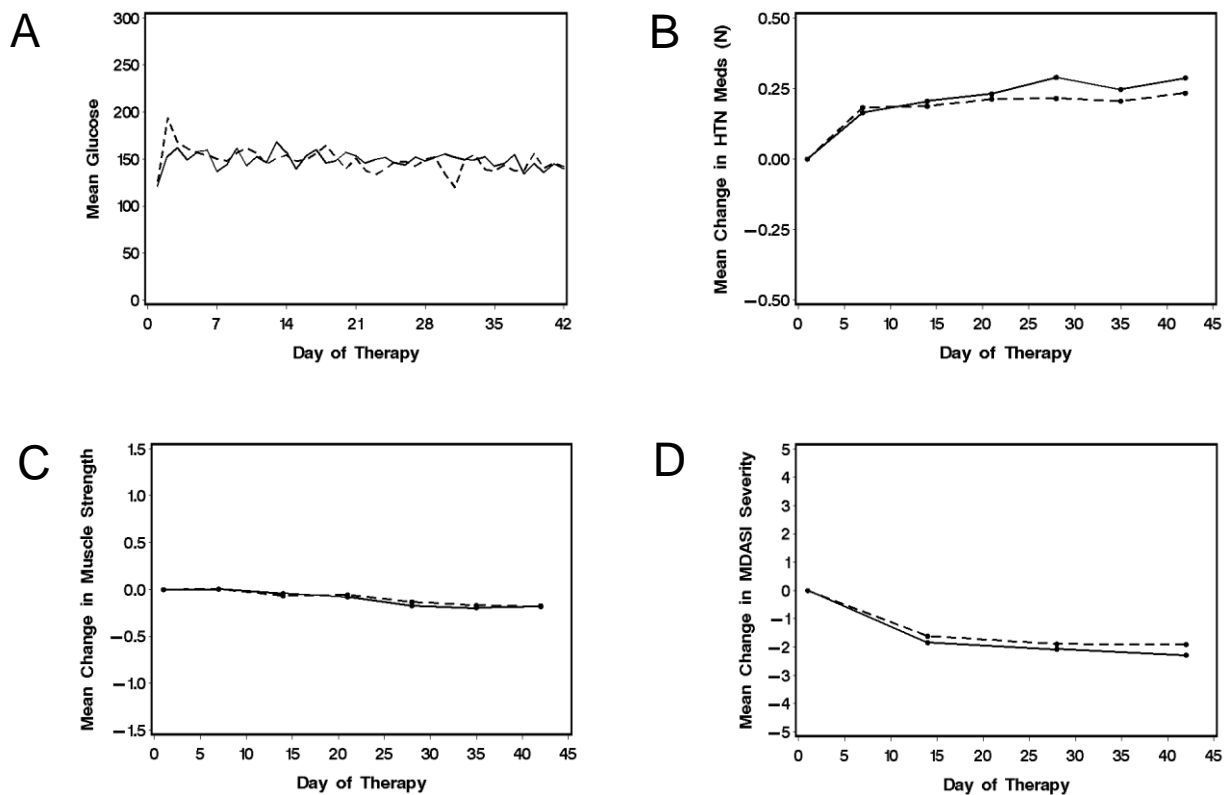 A
Mean Glucose
300
250
200
150
100
50
0
0 7 14 21 28 35 42
Day of Therapy
B
Mean Change in HTN Meds (N)
0.50
0.25
0.00
−0.25
−0.50
0 5 10 15 20 25 30 35 40 45
Day of Therapy
C
Mean Change in Muscle Strength
1.5
1.0
0.5
0.0
−0.5
−1.0
−1.5
0 5 10 15 20 25 30 35 40 45
Day of Therapy
D
Mean Change in MDASI Severity
5
4
3
2
1
0
−1
−2
−3
−4
−5
0 5 10 15 20 25 30 35 40 45
Day of Therapy